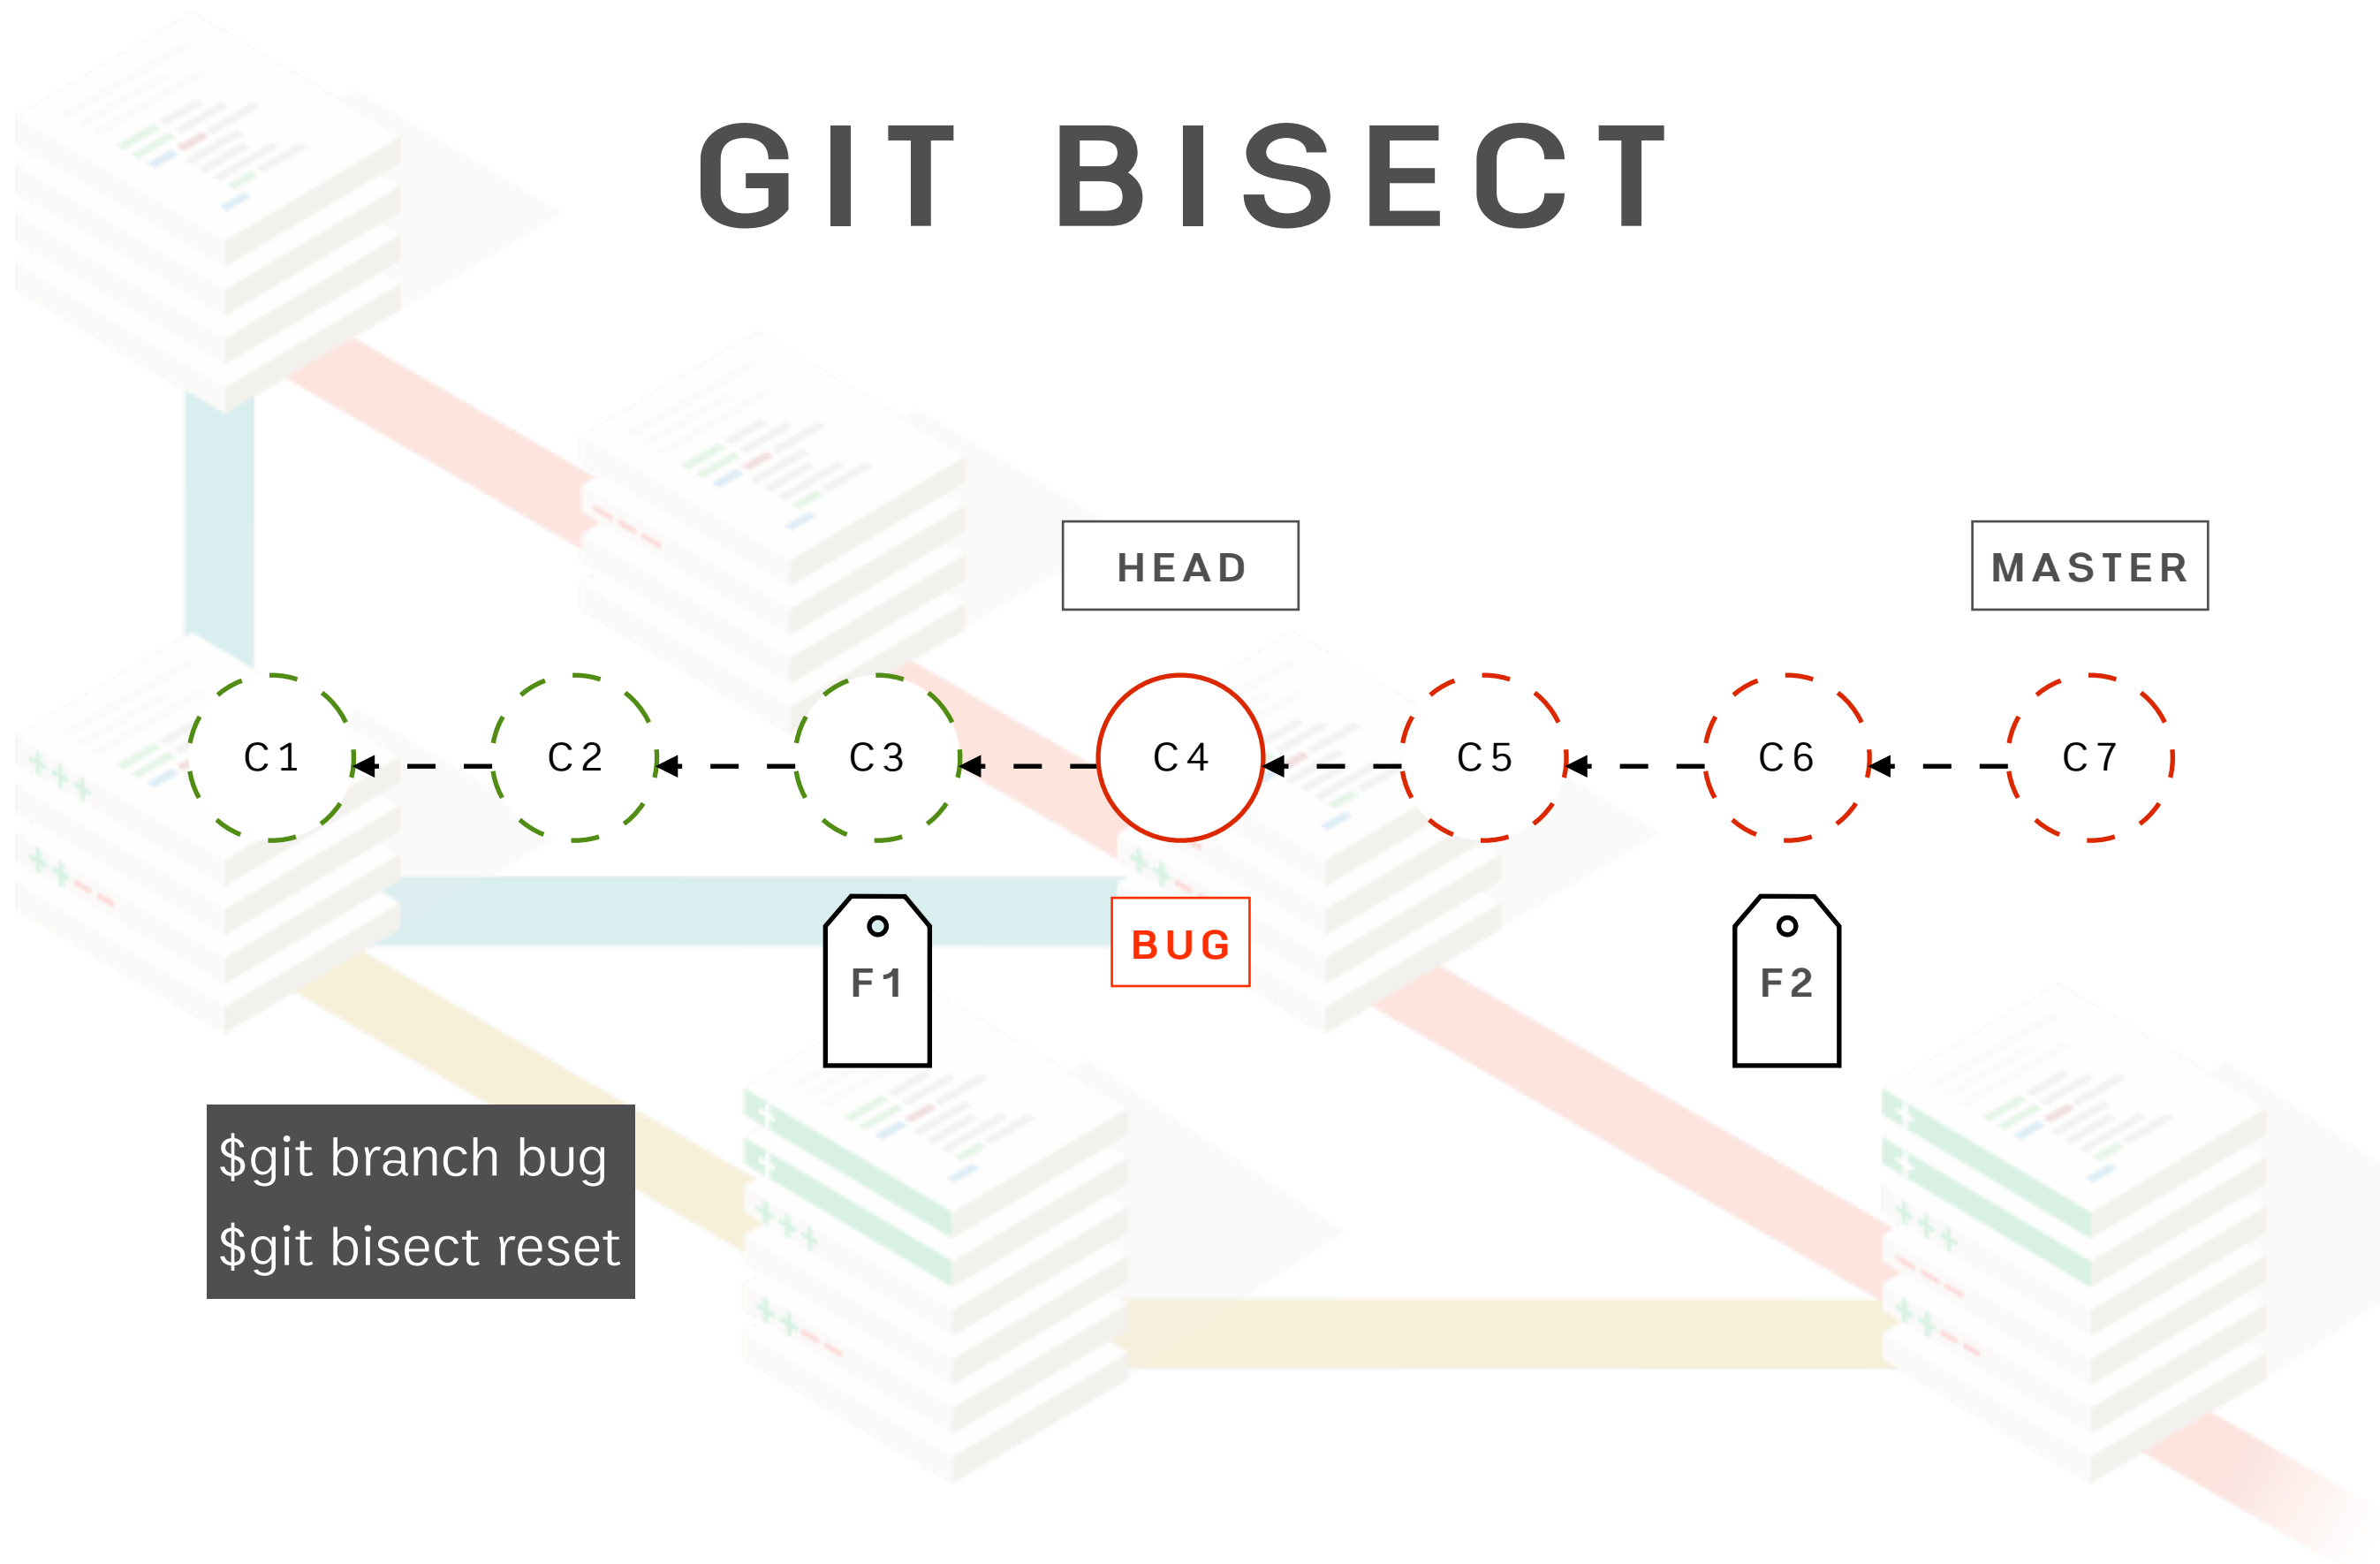 GIT BISECT
HEAD
MASTER
C1
C2
C3
C4
C5
C6
C7
F1
BUG
F2
$git branch bug
$git bisect reset